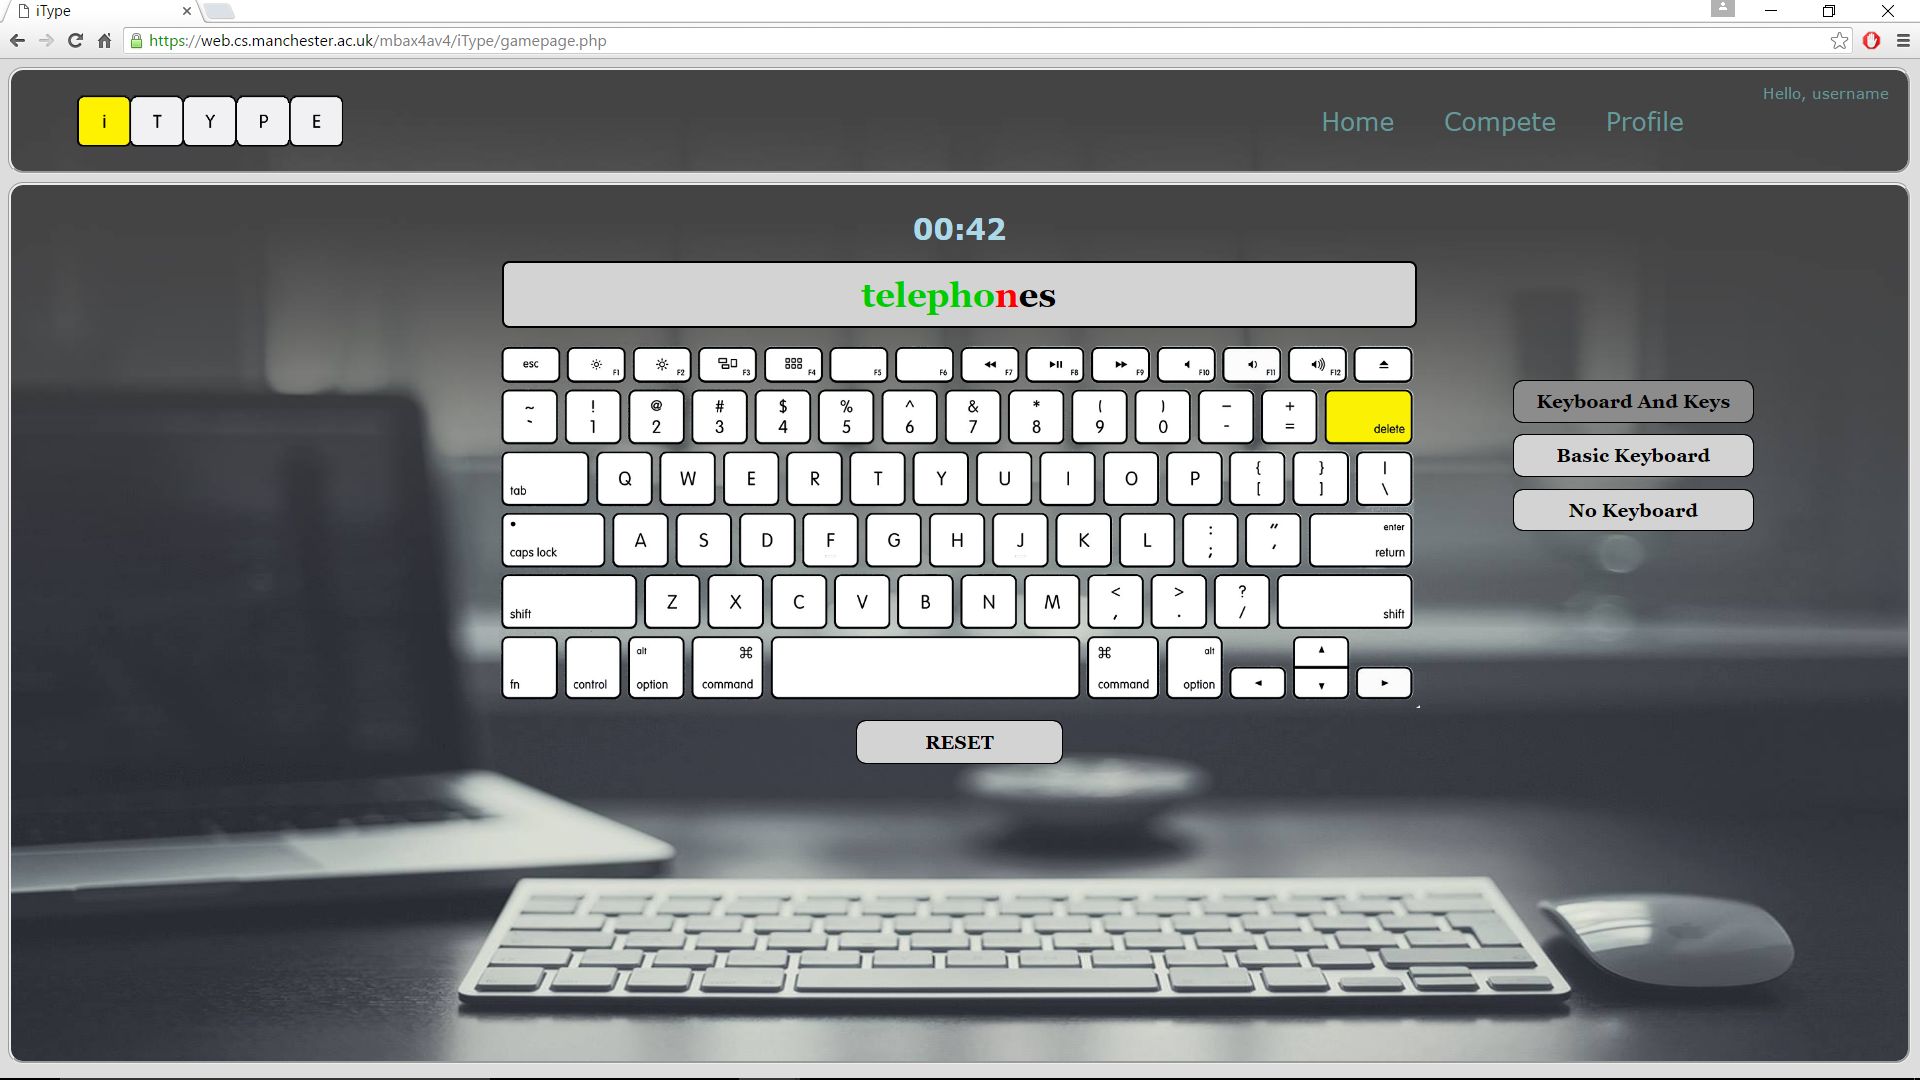 iType
https://web.cs.manchester.ac.uk/mbax4av4/iType/gamepage.php
Hello, username
i T Y P E
Home Compete Profile
00:42
telephones
esc F1 F2 F3 F4 F5 F6 F7 F8 F9 F10 F11 F12
~ ! @ # $ % ^ & * ( ) − +
` 1 2 3 4 5 6 7 8 9 0 - = delete
tab Q W E R T Y U I O P { [ } ] | \
caps lock A S D F G H J K L : ; " ' enter return
shift Z X C V B N M < , > . ? / shift
fn control alt option ⌘ command ⌘ command alt option ◄ ▲ ▼ ►
Keyboard And Keys
Basic Keyboard
No Keyboard
RESET